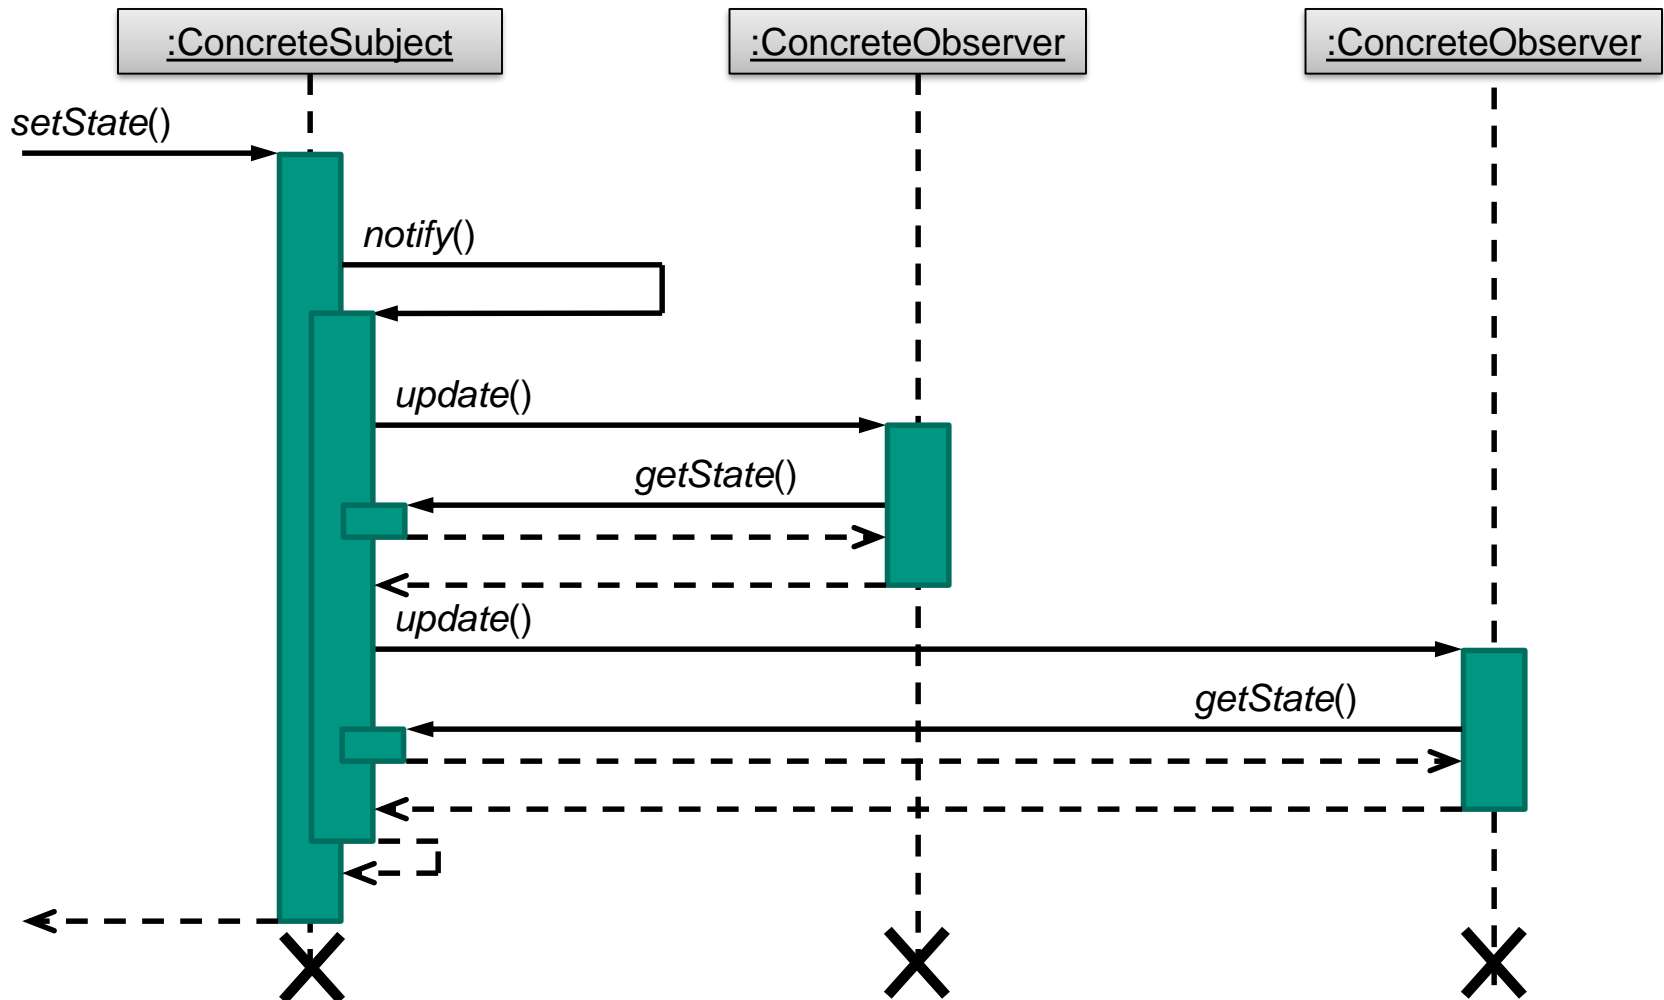 :ConcreteSubject
:ConcreteObserver
:ConcreteObserver
setState()
notify()
update()
getState()
update()
getState()